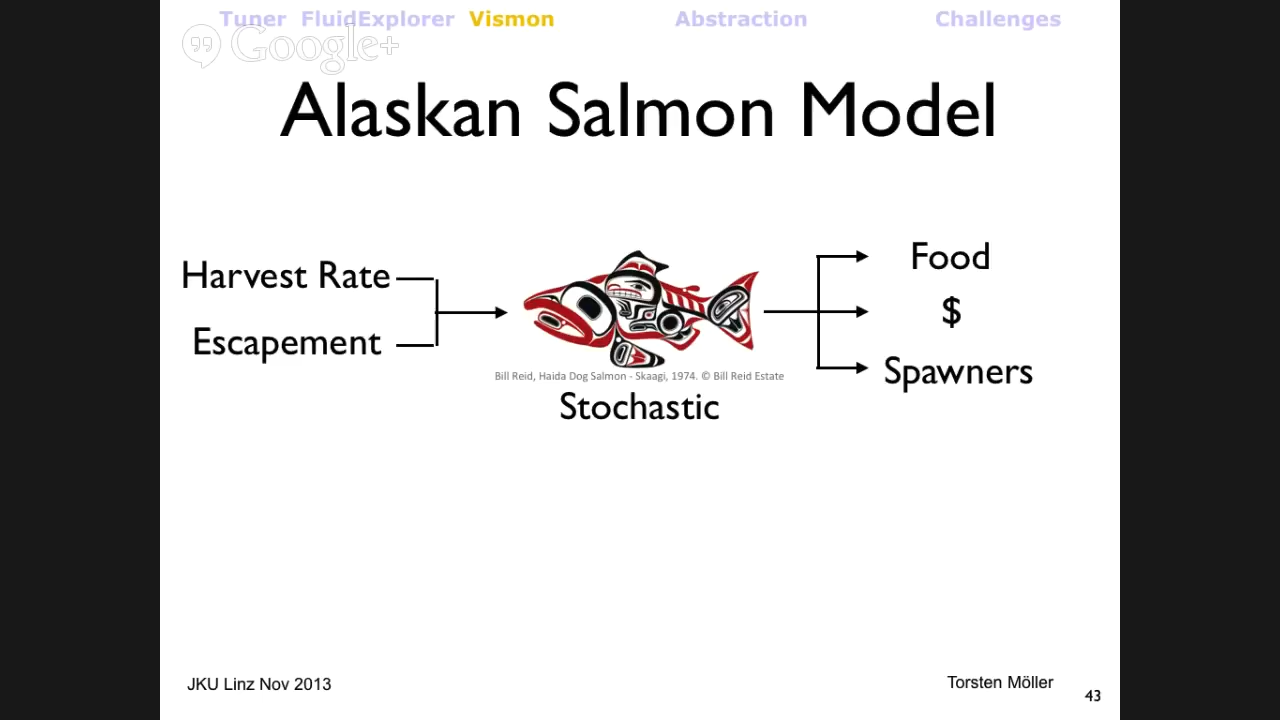 Tuner FluidExplorer Vismon Abstraction Challenges
Google+
Alaskan Salmon Model
Harvest Rate
Escapement
Bill Reid, Haida Dog Salmon - Skaagi, 1974. © Bill Reid Estate
Stochastic
Food
$
Spawners
JKU Linz Nov 2013
Torsten Möller
43